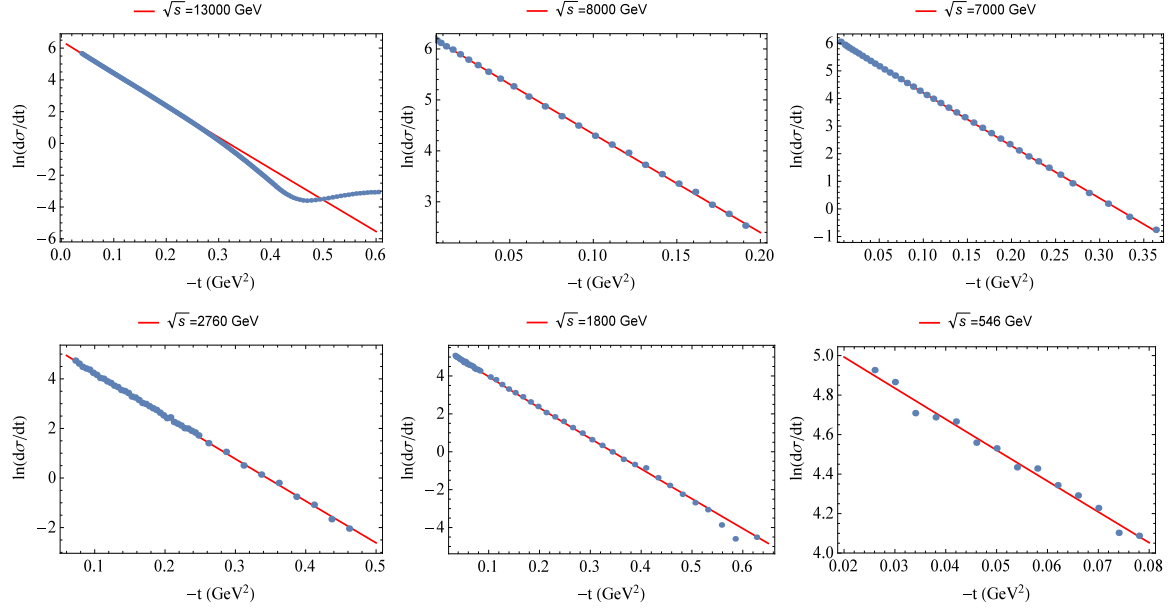 √s=13000 GeV
6
4
2
0
−2
−4
−6
ln(dσ/dt)
0.0 0.1 0.2 0.3 0.4 0.5 0.6
−t (GeV²)
√s=8000 GeV
6
5
4
3
ln(dσ/dt)
0.05 0.10 0.15 0.20
−t (GeV²)
√s=7000 GeV
6
5
4
3
2
1
0
−1
ln(dσ/dt)
0.05 0.10 0.15 0.20 0.25 0.30 0.35
−t (GeV²)
√s=2760 GeV
4
2
0
−2
ln(dσ/dt)
0.1 0.2 0.3 0.4 0.5
−t (GeV²)
√s=1800 GeV
4
2
0
−2
−4
ln(dσ/dt)
0.1 0.2 0.3 0.4 0.5 0.6
−t (GeV²)
√s=546 GeV
5.0
4.8
4.6
4.4
4.2
4.0
ln(dσ/dt)
0.02 0.03 0.04 0.05 0.06 0.07 0.08
−t (GeV²)